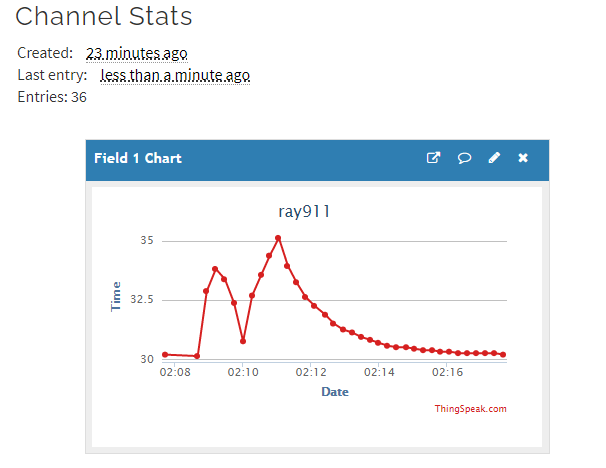 Channel Stats
Created: 23 minutes ago
Last entry: less than a minute ago
Entries: 36
Field 1 Chart
ray911
35
32.5
30
Time
02:08 02:10 02:12 02:14 02:16
Date
ThingSpeak.com